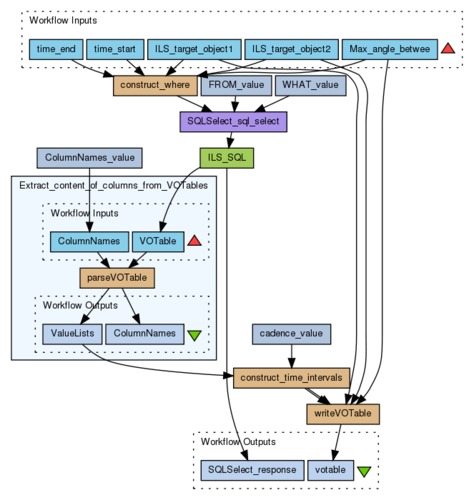 Workflow Inputs
time_end time_start ILS_target_object1 ILS_target_object2 Max_angle_betwee
construct_where FROM_value WHAT_value
SQLSelect_sql_select
ColumnNames_value ILS_SQL
Extract_content_of_columns_from_VOTables
Workflow Inputs
ColumnNames VOTable
parseVOTable
Workflow Outputs
ValueLists ColumnNames cadence_value
construct_time_intervals
writeVOTable
Workflow Outputs
SQLSelect_response votable